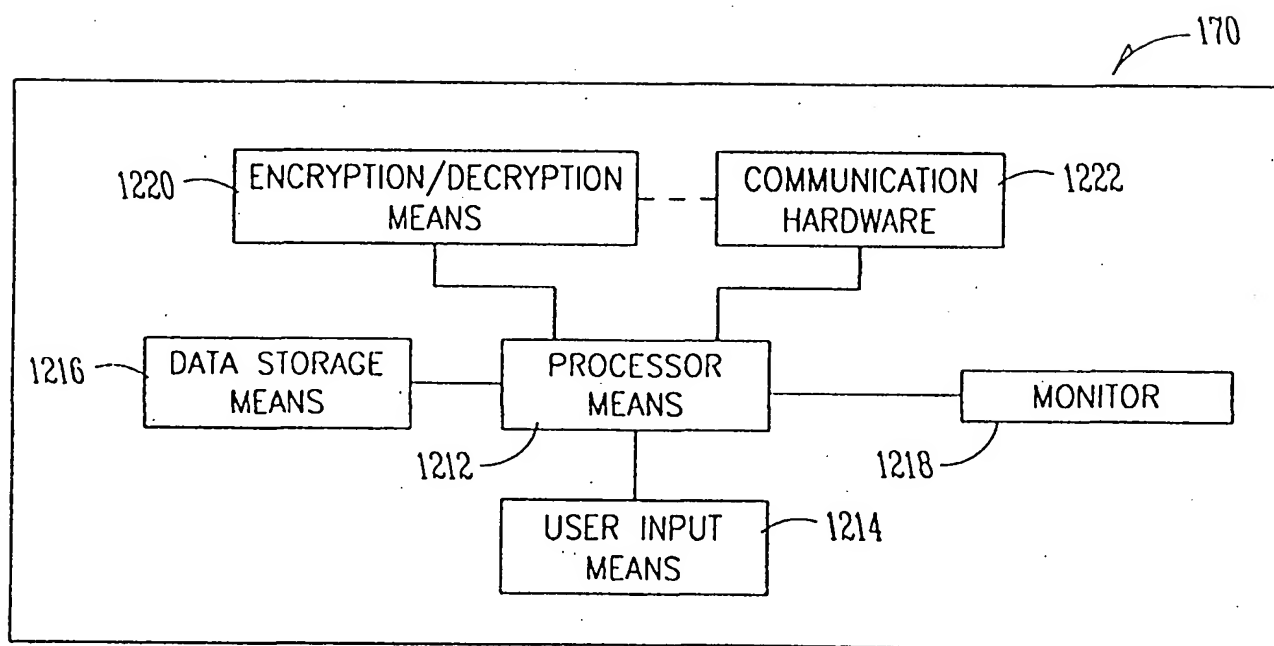 170
1220
ENCRYPTION/DECRYPTION
MEANS
COMMUNICATION
HARDWARE
1222
1216
DATA STORAGE
MEANS
PROCESSOR
MEANS
MONITOR
1212
1218
USER INPUT
MEANS
1214